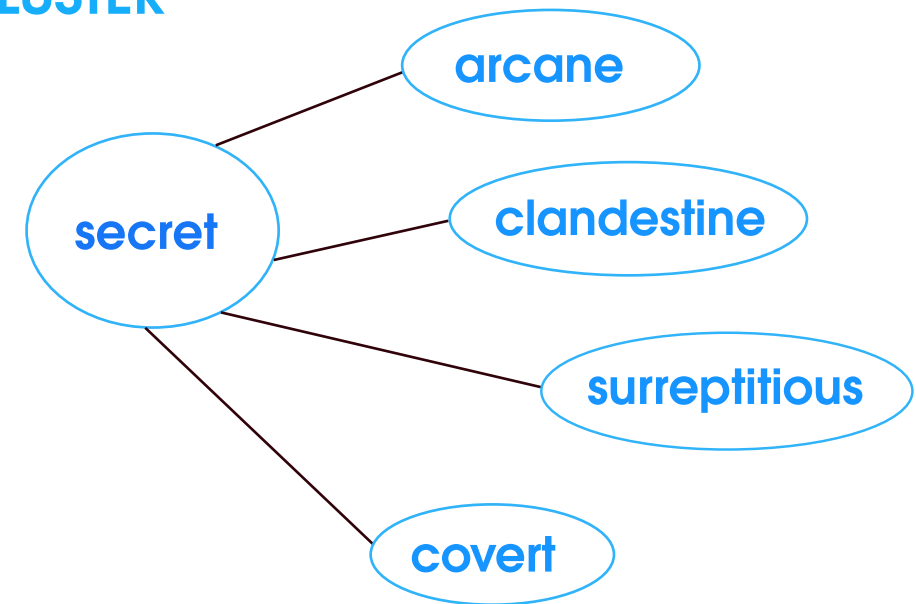 arcane
secret
clandestine
surreptitious
covert